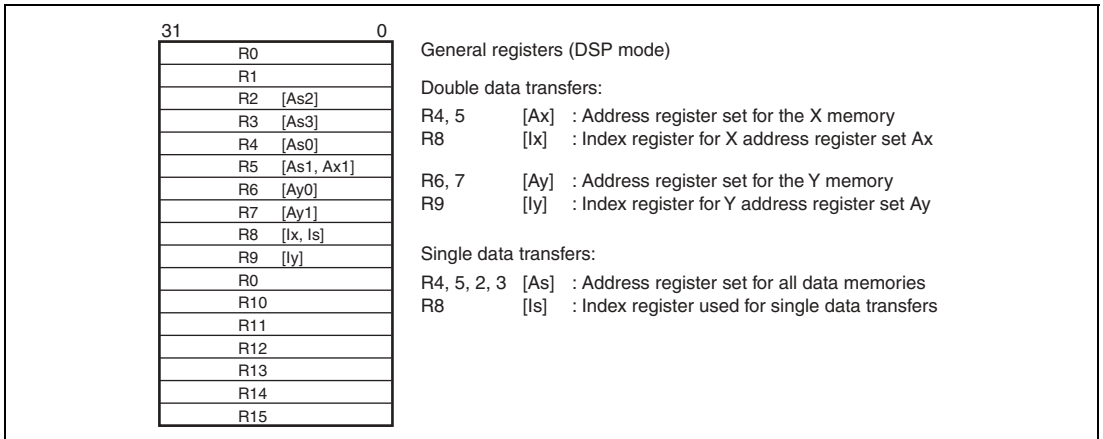 31 0
R0
R1
R2 [As2]
R3 [As3]
R4 [As0]
R5 [As1, Ax1]
R6 [Ay0]
R7 [Ay1]
R8 [Ix, Is]
R9 [Iy]
R0
R10
R11
R12
R13
R14
R15
General registers (DSP mode)
Double data transfers:
R4, 5 [Ax] : Address register set for the X memory
R8 [Ix] : Index register for X address register set Ax
R6, 7 [Ay] : Address register set for the Y memory
R9 [Iy] : Index register for Y address register set Ay
Single data transfers:
R4, 5, 2, 3 [As] : Address register set for all data memories
R8 [Is] : Index register used for single data transfers